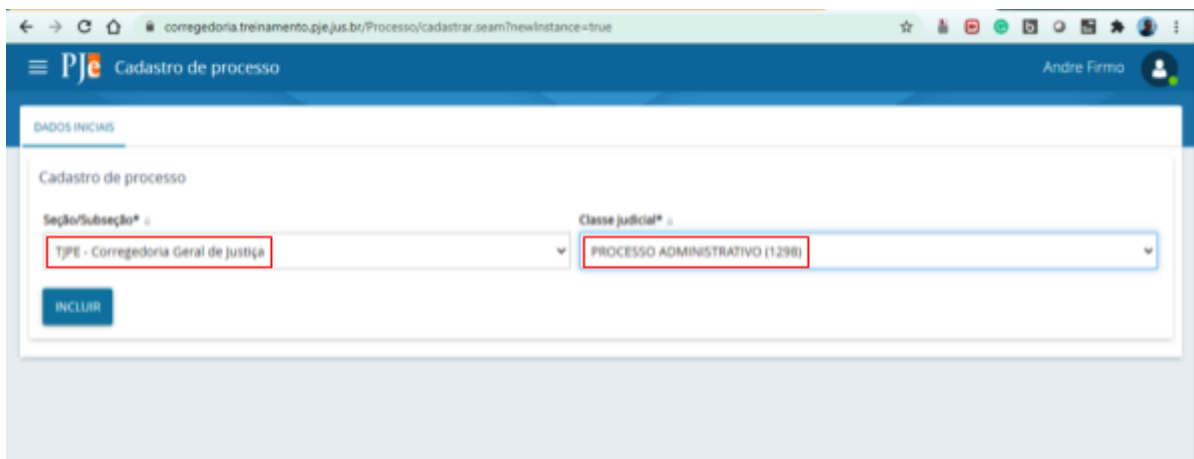 corregedoria.treinamento.pje.jus.br/Processo/cadastrar.seam?newInstance=true
PJe Cadastro de processo Andre Firmo
DADOS INICIAIS
Cadastro de processo
Seção/Subseção* Classe judicial*
TJPE - Corregedoria Geral de Justiça PROCESSO ADMINISTRATIVO (1298)
INCLUIR